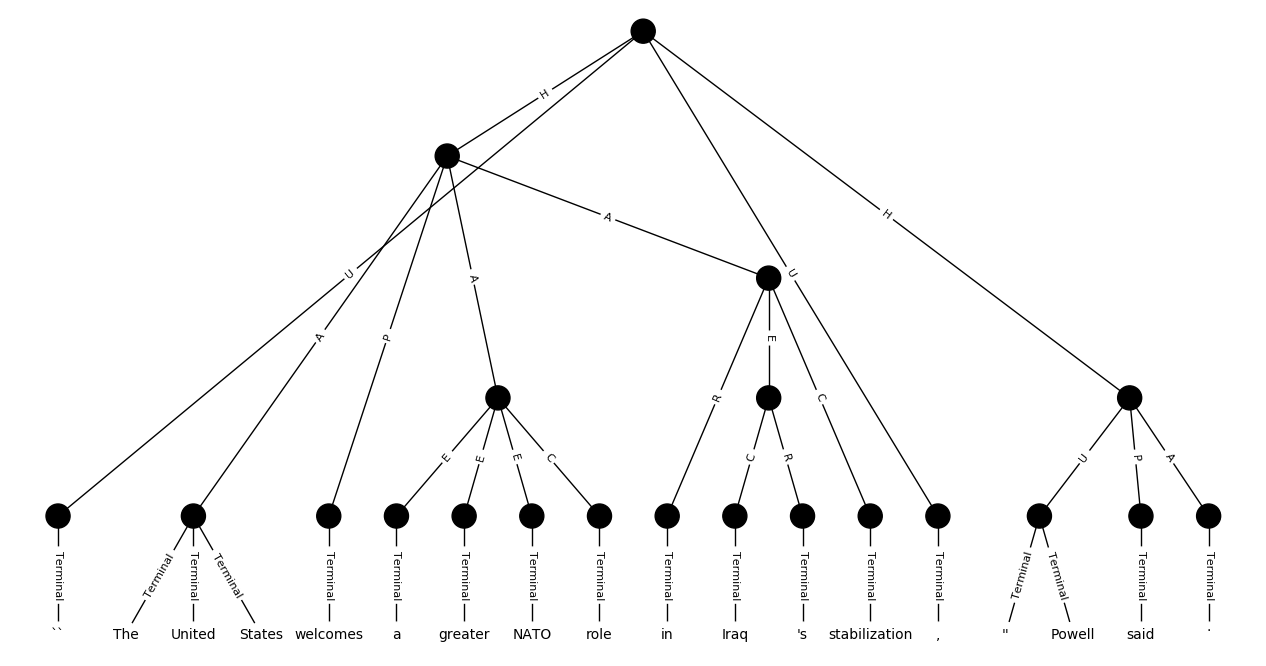 H
U A A H
U
A P A
E
R C
E E E C C R U P A
Terminal Terminal Terminal Terminal Terminal Terminal Terminal Terminal Terminal Terminal Terminal Terminal Terminal Terminal Terminal Terminal Terminal Terminal Terminal
`` The United States welcomes a greater NATO role in Iraq 's stabilization , " Powell said .